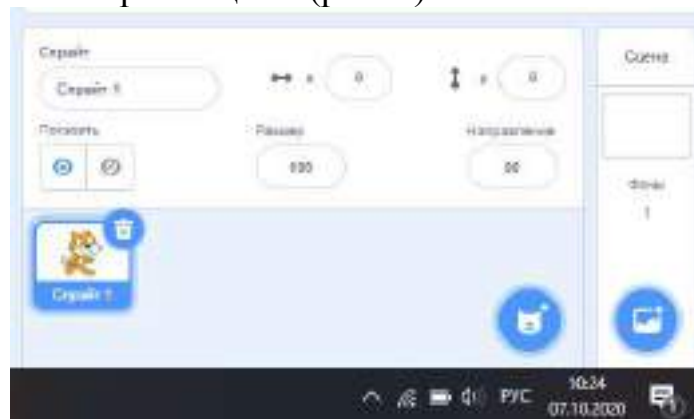 Спрайт
Спрайт 1
x
0
0
Сцена
Показать
Размер
Направление
100
90
Фоны
1
Спрайт 1
РУС
10:24
07.10.2020